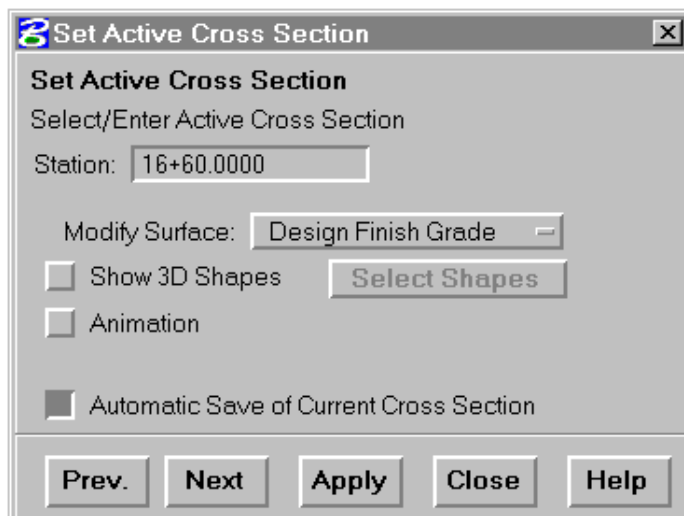 Set Active Cross Section
Set Active Cross Section
Select/Enter Active Cross Section
Station: 16+60.0000
Modify Surface: Design Finish Grade
Show 3D Shapes Select Shapes
Animation
Automatic Save of Current Cross Section
Prev. Next Apply Close Help